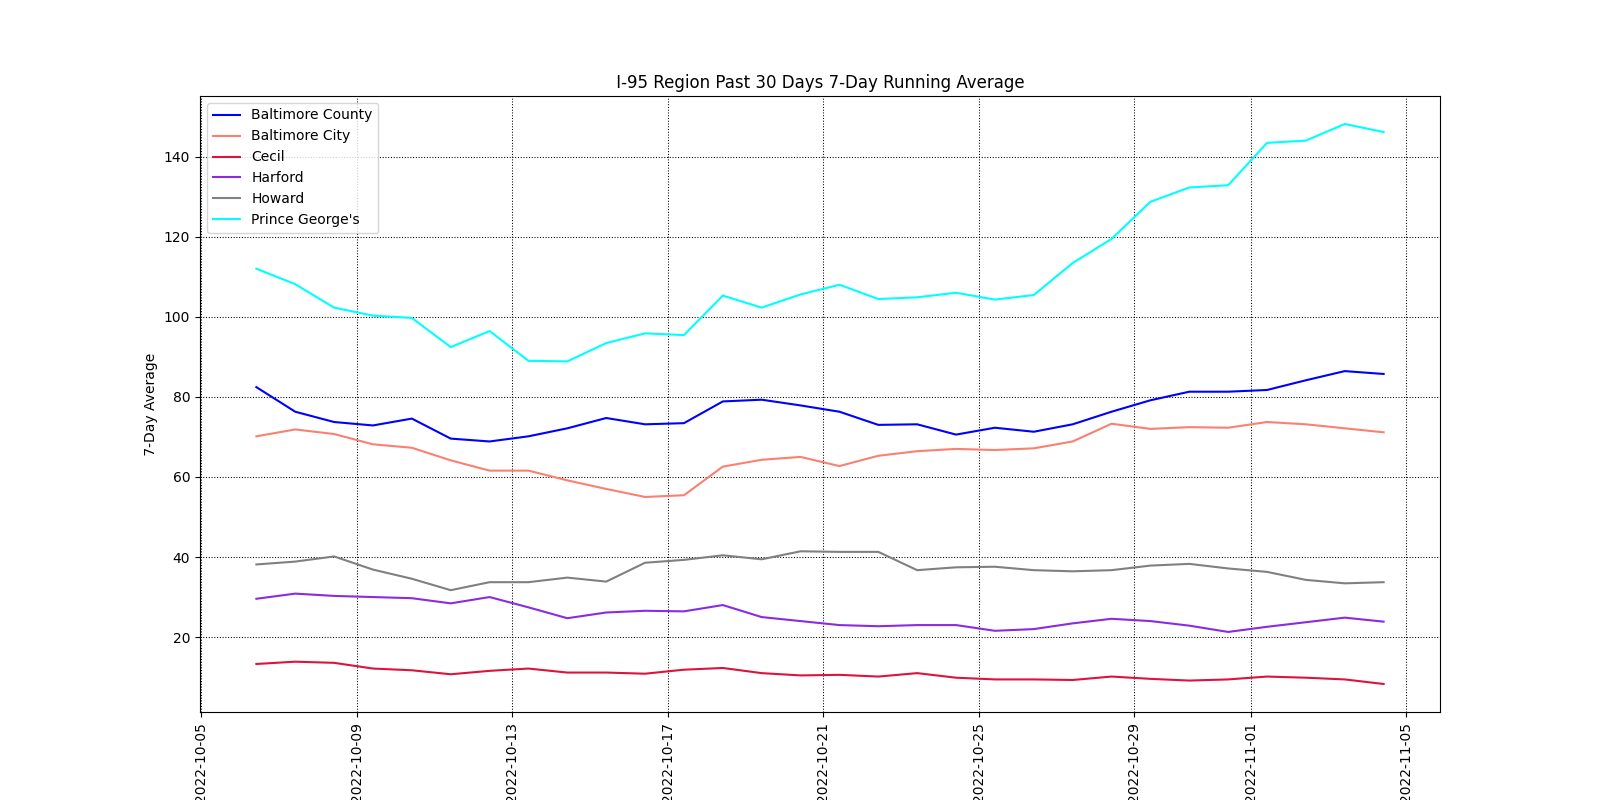 I-95 Region Past 30 Days 7-Day Running Average
Baltimore County
Baltimore City
Cecil
Harford
Howard
Prince George's
140
120
100
80
60
40
20
7-Day Average
2022-10-05
2022-10-09
2022-10-13
2022-10-17
2022-10-21
2022-10-25
2022-10-29
2022-11-01
2022-11-05